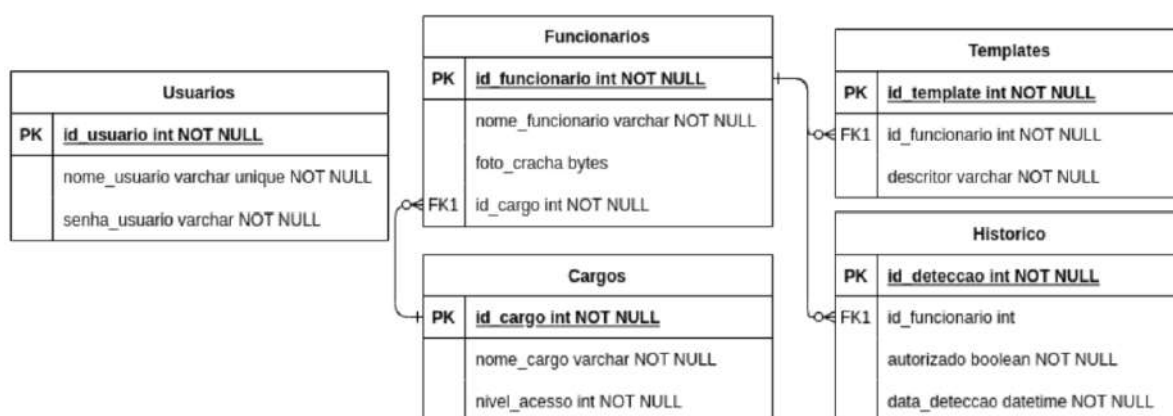 Usuarios
PK id_usuario int NOT NULL
nome_usuario varchar unique NOT NULL
senha_usuario varchar NOT NULL
Funcionarios
PK id_funcionario int NOT NULL
nome_funcionario varchar NOT NULL
foto_cracha bytes
FK1 id_cargo int NOT NULL
Cargos
PK id_cargo int NOT NULL
nome_cargo varchar NOT NULL
nivel_acesso int NOT NULL
Templates
PK id_template int NOT NULL
FK1 id_funcionario int NOT NULL
descritor varchar NOT NULL
Historico
PK id_deteccao int NOT NULL
FK1 id_funcionario int
autorizado boolean NOT NULL
data_deteccao datetime NOT NULL